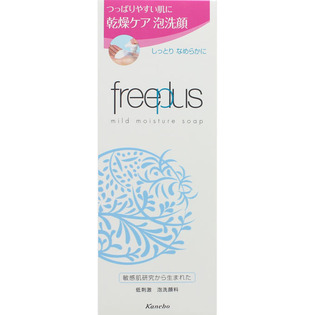 つっぱりやすい肌に
乾燥ケア 泡洗顔
しっとり なめらかに
freeplus
mild moisture soap
敏感肌研究から生まれた
低刺激 泡洗顔料
Kanebo